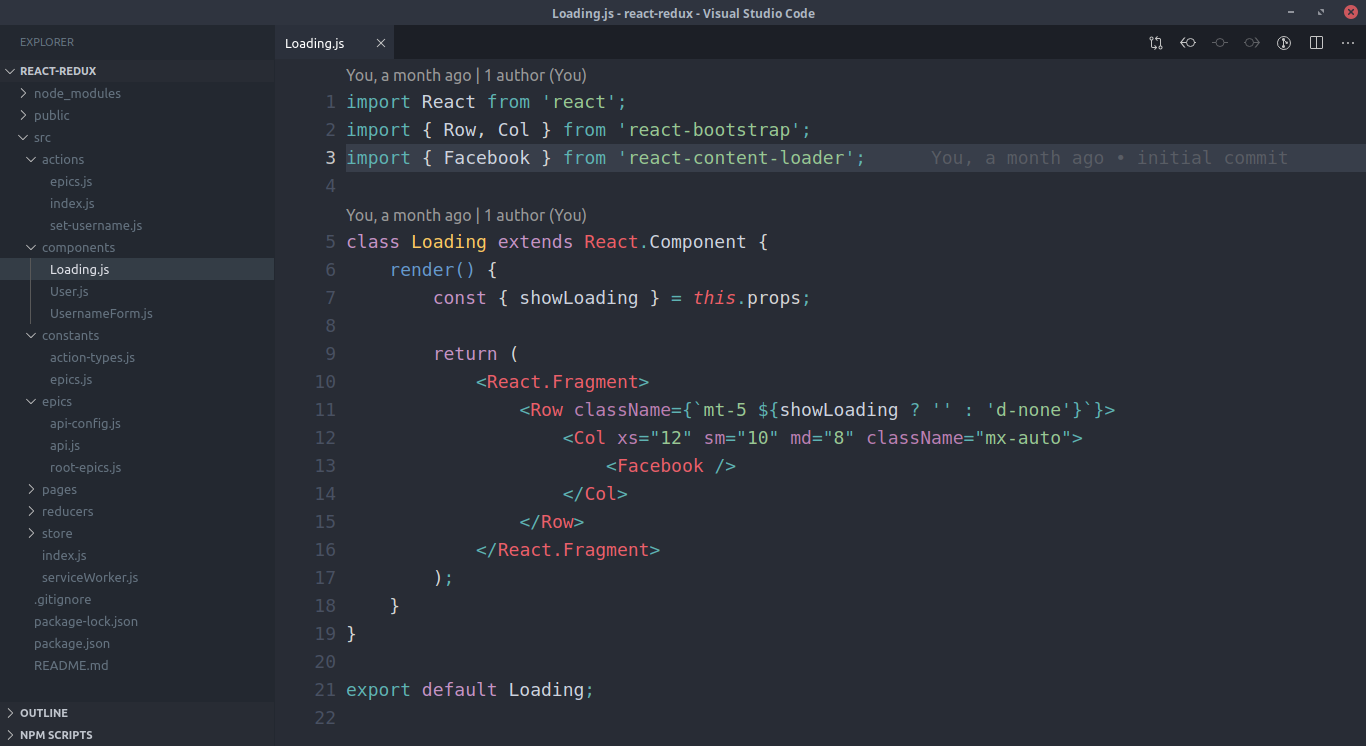 Loading.js - react-redux - Visual Studio Code
EXPLORER
REACT-REDUX
node_modules
public
src
actions
epics.js
index.js
set-username.js
components
Loading.js
User.js
UsernameForm.js
constants
action-types.js
epics.js
epics
api-config.js
api.js
root-epics.js
pages
reducers
store
index.js
serviceWorker.js
.gitignore
package-lock.json
package.json
README.md
OUTLINE
NPM SCRIPTS
Loading.js
You, a month ago | 1 author (You)
1 import React from 'react';
2 import { Row, Col } from 'react-bootstrap';
3 import { Facebook } from 'react-content-loader'; You, a month ago • initial commit
4
You, a month ago | 1 author (You)
5 class Loading extends React.Component {
6     render() {
7         const { showLoading } = this.props;
8
9         return (
10             <React.Fragment>
11                 <Row className={`mt-5 ${showLoading ? '' : 'd-none'}`}>
12                     <Col xs="12" sm="10" md="8" className="mx-auto">
13                         <Facebook />
14                     </Col>
15                 </Row>
16             </React.Fragment>
17         );
18     }
19 }
20
21 export default Loading;
22